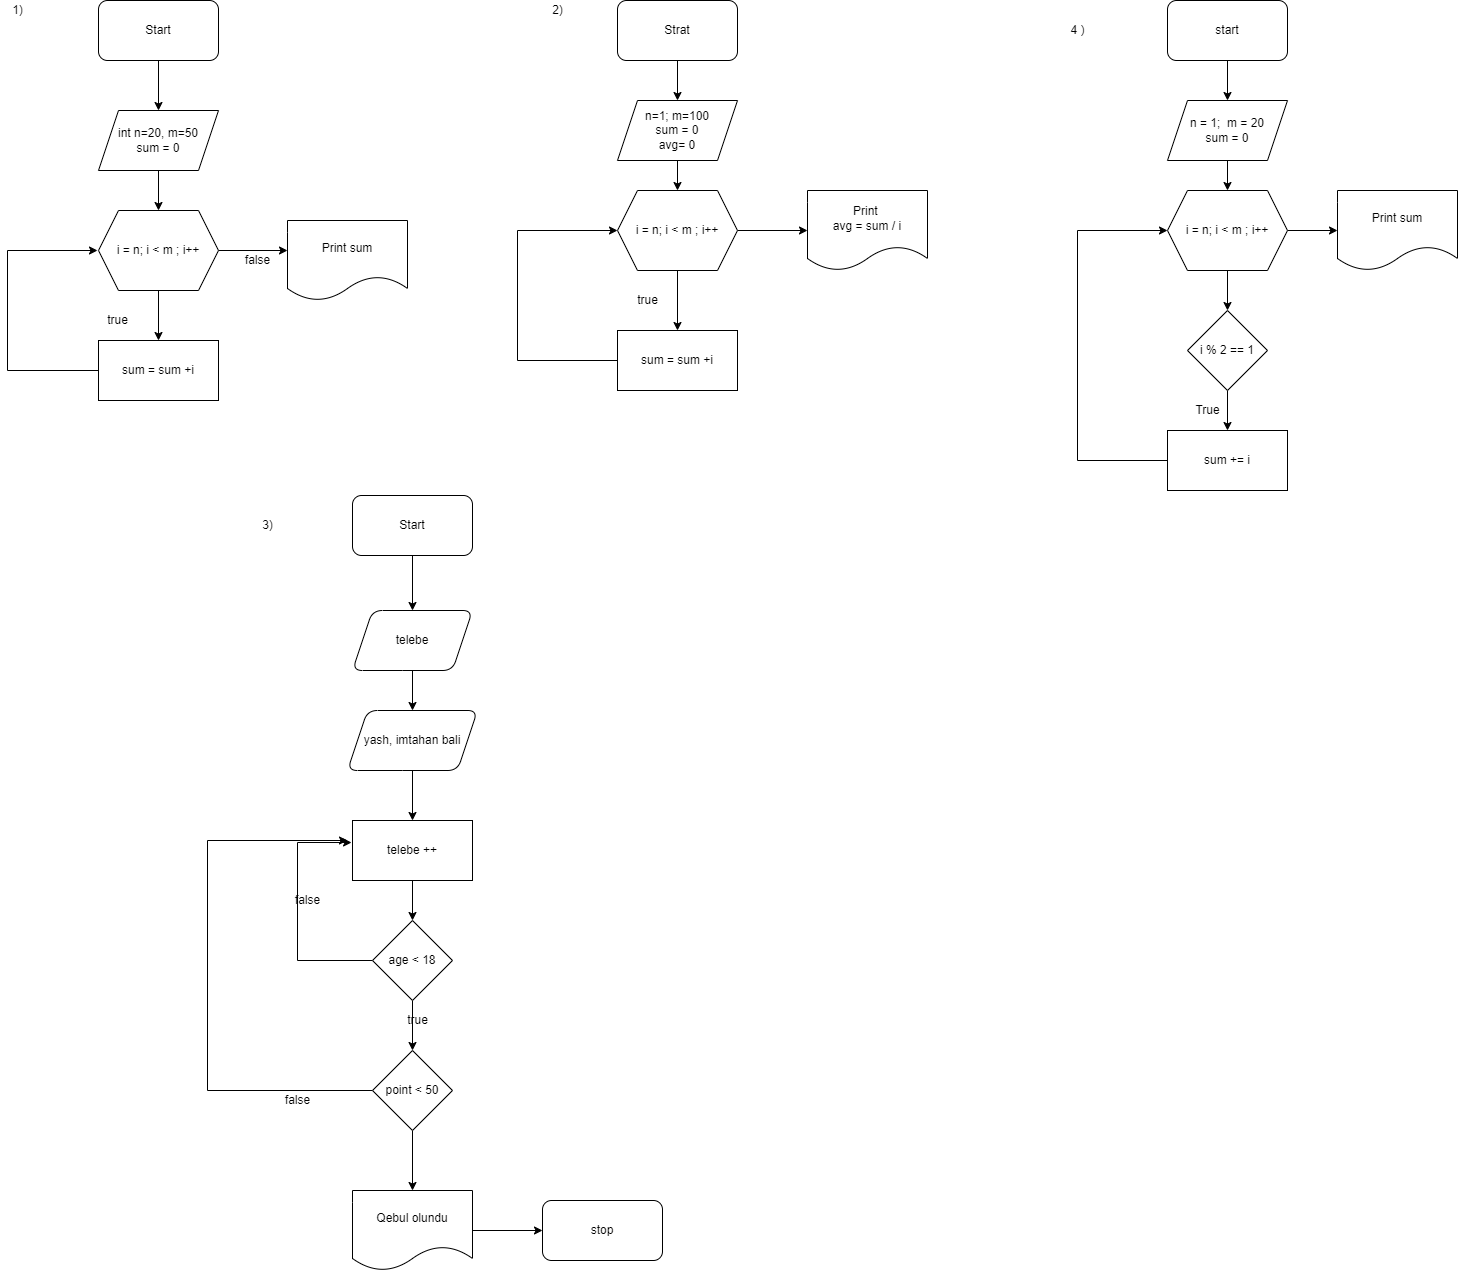 1)
Start
int n=20, m=50
sum = 0
i = n; i < m ; i++
false
Print sum
true
sum = sum +i
2)
Strat
n=1; m=100
sum = 0
avg= 0
i = n; i < m ; i++
Print
avg = sum / i
true
sum = sum +i
4 )
start
n = 1;  m = 20
sum = 0
i = n; i < m ; i++
Print sum
i % 2 == 1
True
sum += i
3)
Start
telebe
yash, imtahan bali
telebe ++
false
age < 18
true
point < 50
false
Qebul olundu
stop